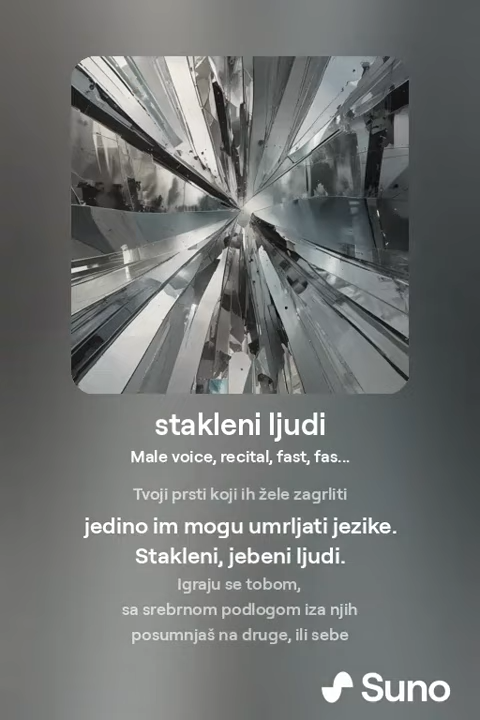 stakleni ljudi
Male voice, recital, fast, fas...
Tvoji prsti koji ih žele zagrliti
jedino im mogu umrljati jezike.
Stakleni, jebeni ljudi.
Igraju se tobom,
sa srebrnom podlogom iza njih
posumnjaš na druge, ili sebe
Suno